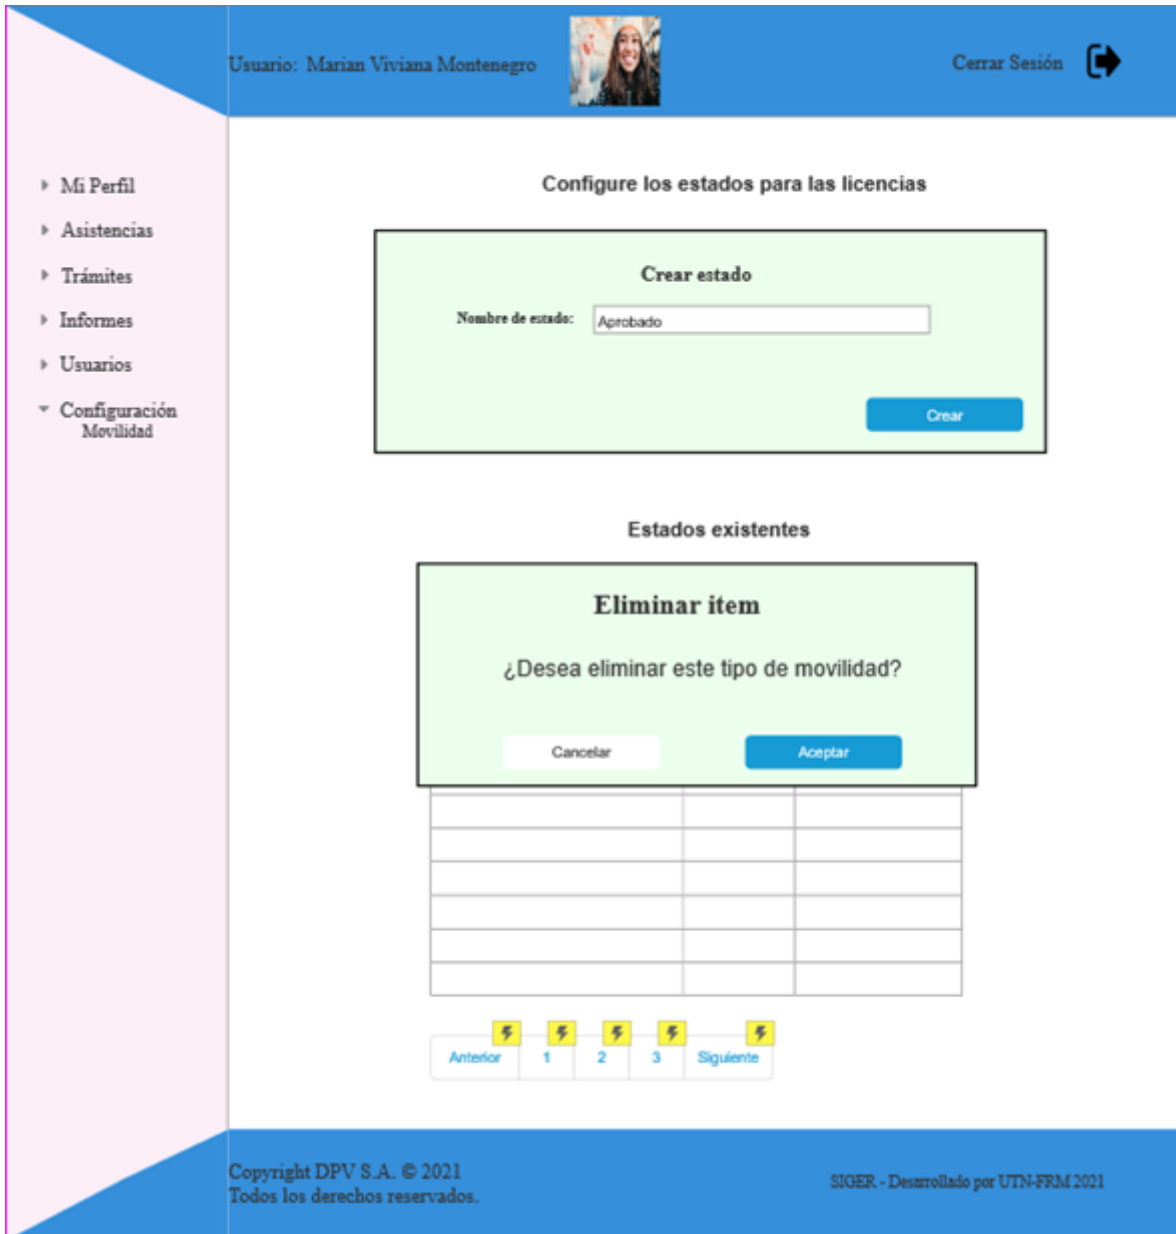 Usuario: Marian Viviana Montenegro
Cerrar Sesión
Mi Perfil
Asistencias
Trámites
Informes
Usuarios
Configuración
Movilidad
Configure los estados para las licencias
Crear estado
Nombre de estado: Aprobado
Crear
Estados existentes
Eliminar item
¿Desea eliminar este tipo de movilidad?
Cancelar Aceptar
Anterior 1 2 3 Siguiente
Copyright DPV S.A. © 2021
Todos los derechos reservados.
SIGER - Desarrollado por UTN-FRM 2021